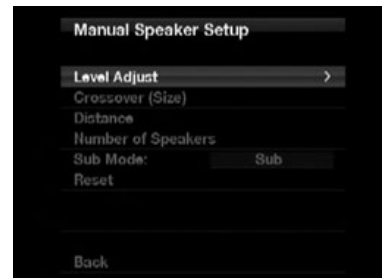 Manual Speaker Setup
Level Adjust >
Crossover (Size)
Distance
Number of Speakers
Sub Mode: Sub
Reset
Back